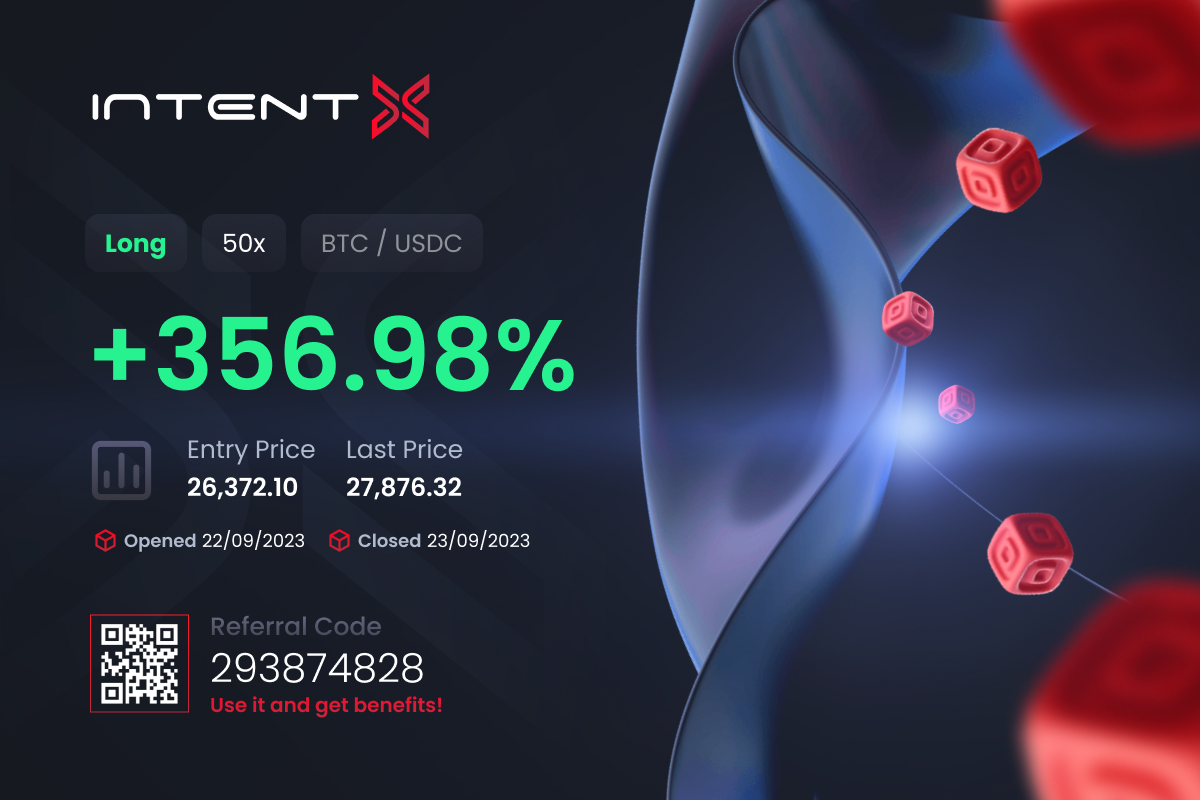 INTENTX
Long 50x BTC / USDC
+356.98%
Entry Price Last Price
26,372.10 27,876.32
Opened 22/09/2023 Closed 23/09/2023
Referral Code
293874828
Use it and get benefits!